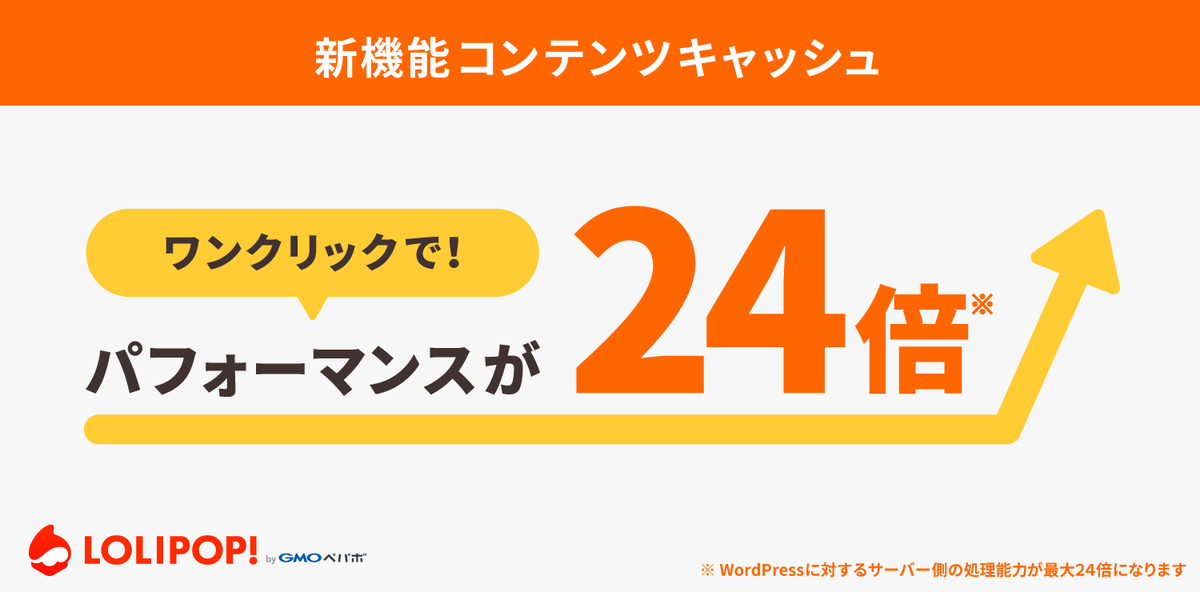 新機能コンテンツキャッシュ
ワンクリックで!
パフォーマンスが
24倍※
LOLIPOP! by GMOペパボ
※ WordPressに対するサーバー側の処理能力が最大24倍になります